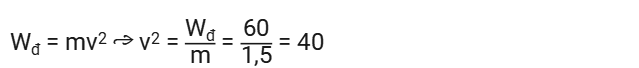 Wđ = mv² ⇨ v² = Wđ/m = 60/1,5 = 40